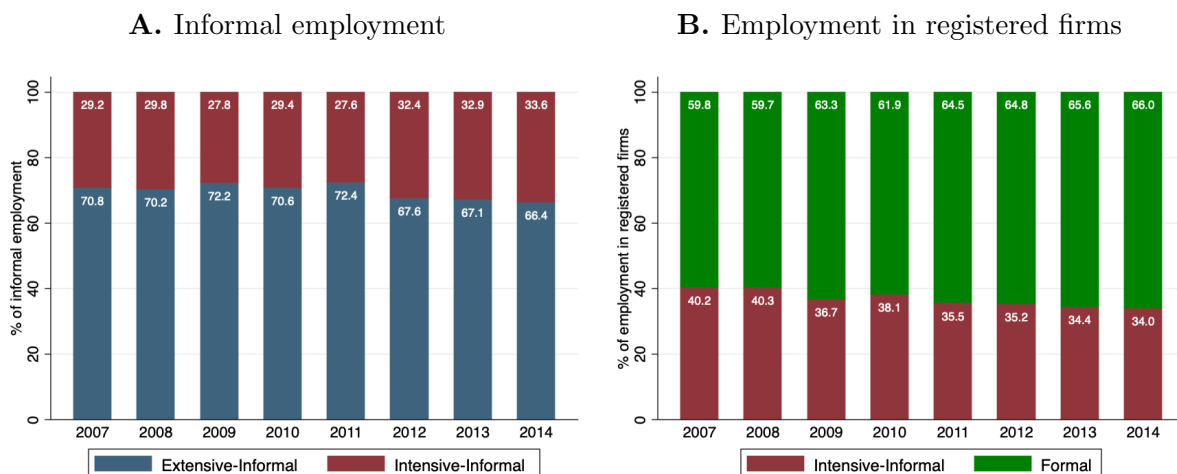 A. Informal employment
% of informal employment
100
80
60
40
20
0
29.2 29.8 27.8 29.4 27.6 32.4 32.9 33.6
70.8 70.2 72.2 70.6 72.4 67.6 67.1 66.4
2007 2008 2009 2010 2011 2012 2013 2014
Extensive-Informal Intensive-Informal
B. Employment in registered firms
% of employment in registered firms
100
80
60
40
20
0
59.8 59.7 63.3 61.9 64.5 64.8 65.6 66.0
40.2 40.3 36.7 38.1 35.5 35.2 34.4 34.0
2007 2008 2009 2010 2011 2012 2013 2014
Intensive-Informal Formal